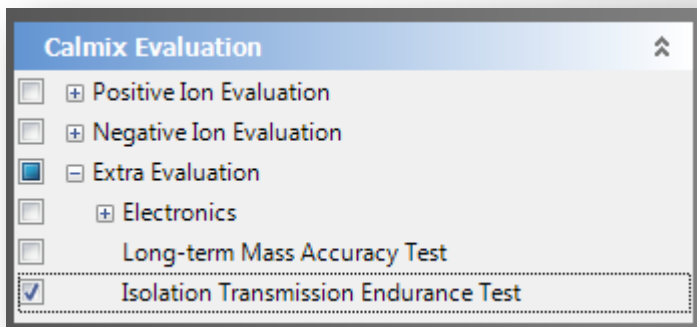 Calmix Evaluation
Positive Ion Evaluation
Negative Ion Evaluation
Extra Evaluation
Electronics
Long-term Mass Accuracy Test
Isolation Transmission Endurance Test